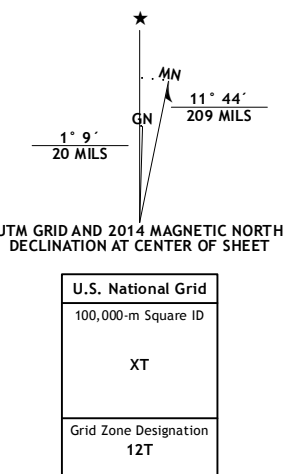 MN
11° 44´
209 MILS
GN
1° 9´
20 MILS
UTM GRID AND 2014 MAGNETIC NORTH
DECLINATION AT CENTER OF SHEET
U.S. National Grid
100,000-m Square ID
XT
Grid Zone Designation
12T